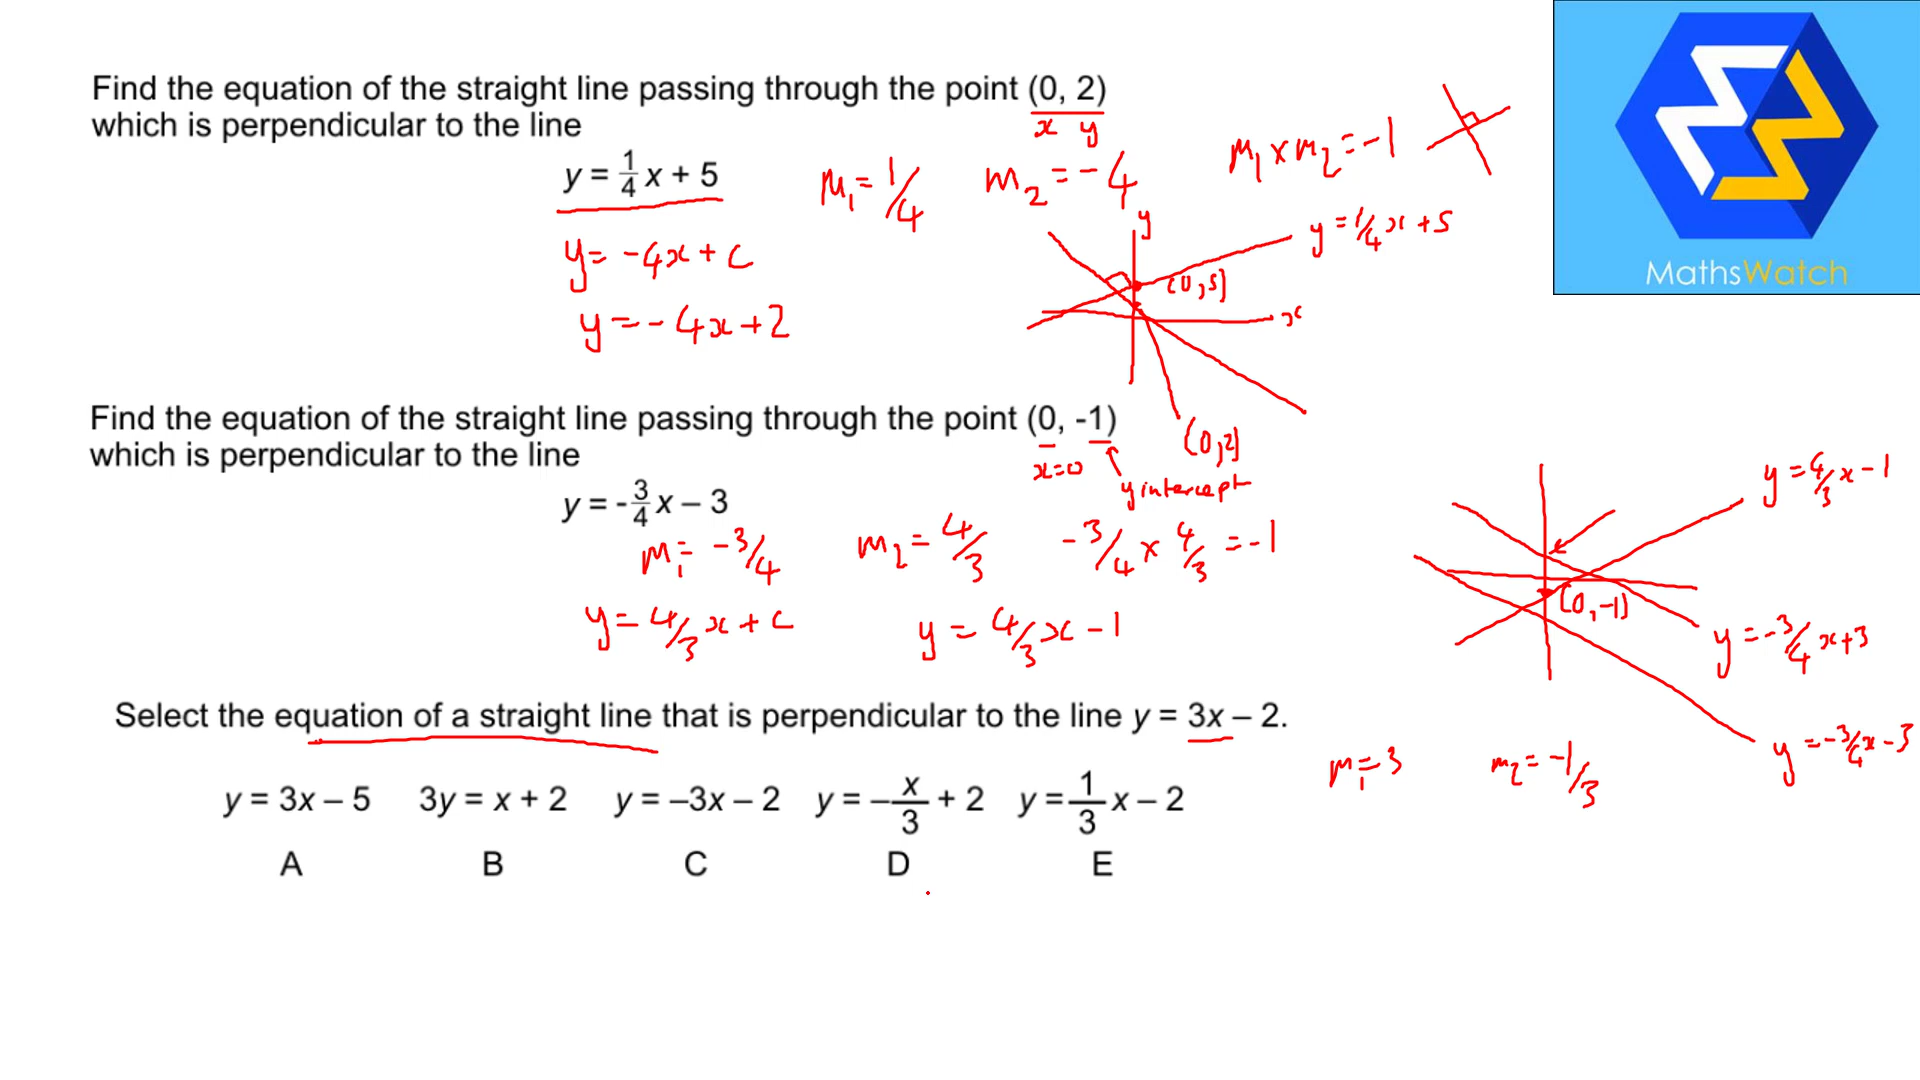 Find the equation of the straight line passing through the point (0, 2)
which is perpendicular to the line
x y
y = 1/4 x + 5
m₁ = 1/4
m₂ = -4
m₁ × m₂ = -1
y = -4x + c
y = -4x + 2
y
y = 1/4 x + 5
(0, 5)
x
(0, 2)
Find the equation of the straight line passing through the point (0, -1)
which is perpendicular to the line
x = 0
y intercept
y = -3/4 x – 3
m₁ = -3/4
m₂ = 4/3
-3/4 × 4/3 = -1
y = 4/3 x + c
y = 4/3 x - 1
y = 4/3 x - 1
(0, -1)
y = -3/4 x + 3
y = -3/4 x - 3
Select the equation of a straight line that is perpendicular to the line y = 3x – 2.
m₁ = 3
m₂ = -1/3
y = 3x – 5 3y = x + 2 y = –3x – 2 y = – x/3 + 2 y = 1/3 x – 2
A B C D E
MathsWatch